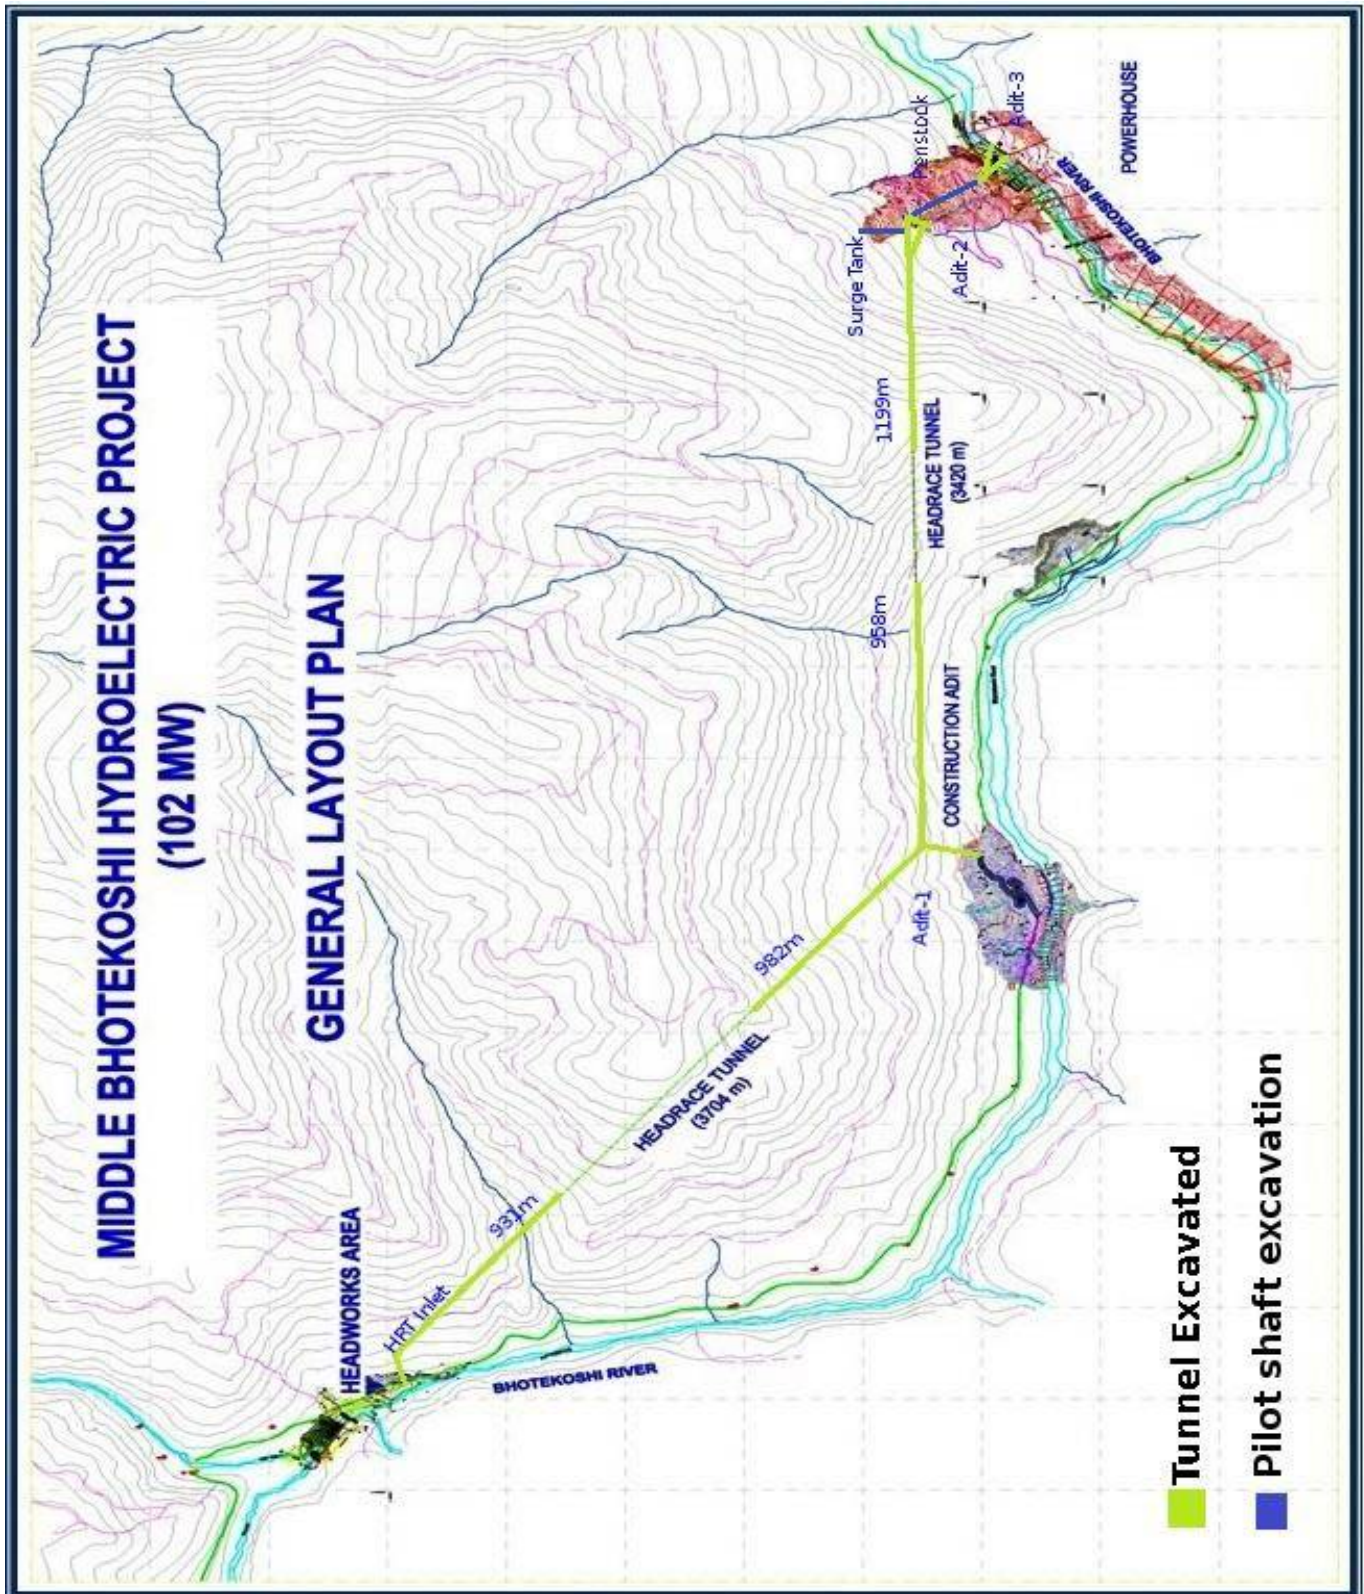 MIDDLE BHOTEKOSHI HYDROELECTRIC PROJECT
(102 MW)
GENERAL LAYOUT PLAN
HEADWORKS AREA
HRT Inlet
931m
BHOTEKOSHI RIVER
HEADRACE TUNNEL
(3704 m)
982m
Adit-1
CONSTRUCTION ADIT
958m
HEADRACE TUNNEL
(3420 m)
1199m
Surge Tank
Adit-2
Penstock
Adit-3
BHOTEKOSHI RIVER
POWERHOUSE
Tunnel Excavated
Pilot shaft excavation